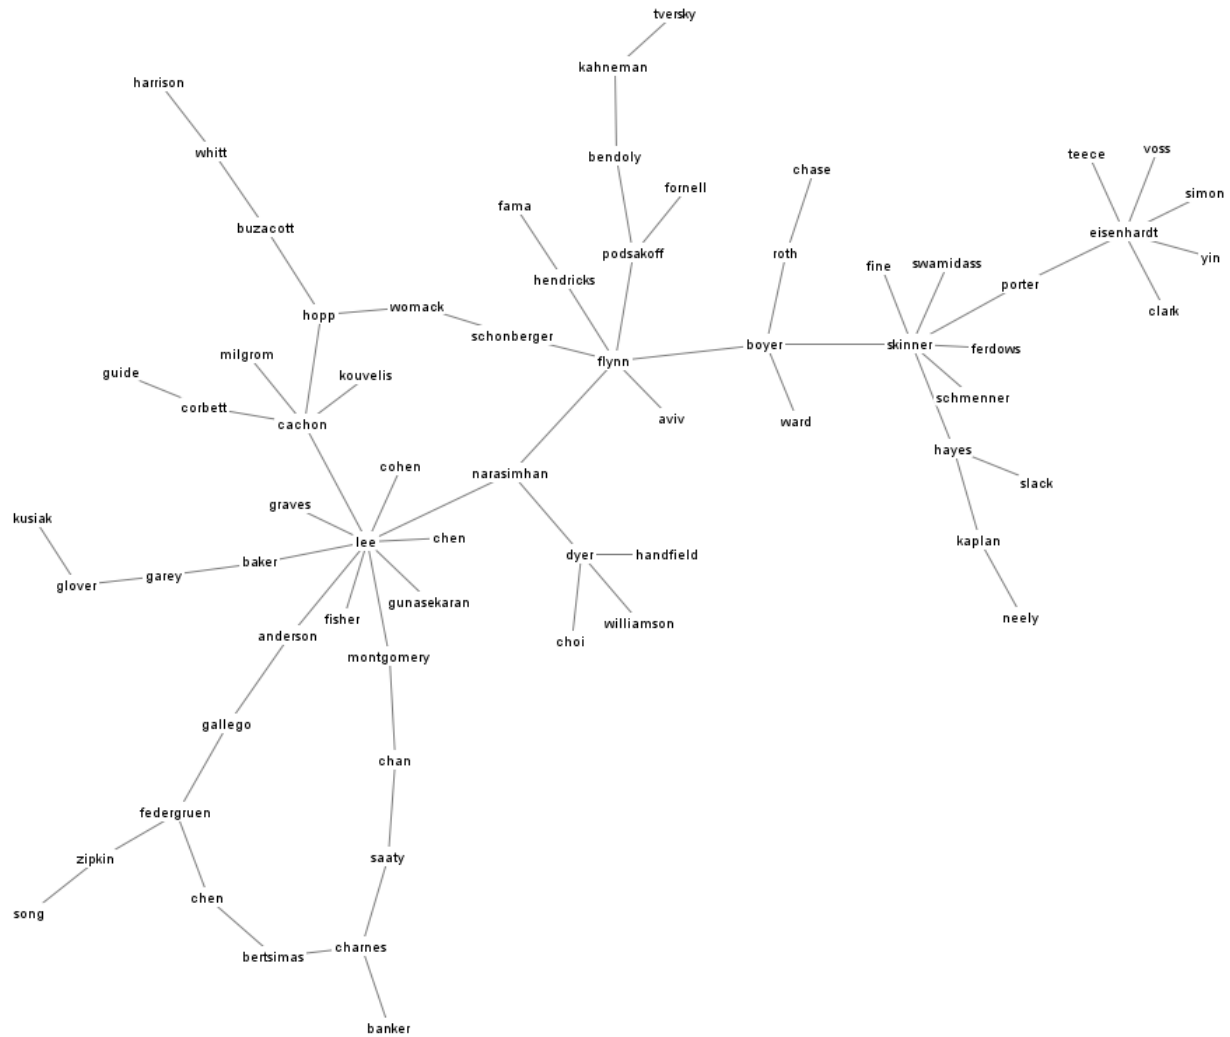 tversky
kahneman
harrison
whitt
bendoly
teece
voss
chase
fornell
simon
fama
buzacott
eisenhardt
podsakoff
roth
yin
fine
swamidass
hendricks
porter
womack
clark
hopp
schonberger
boyer
skinner
ferdows
milgrom
flynn
guide
kouvelis
schmenner
corbett
aviv
ward
cachon
hayes
cohen
narasimhan
slack
graves
kusiak
chen
lee
kaplan
dyer
handfield
baker
garey
glover
gunasekaran
fisher
neely
williamson
anderson
choi
montgomery
gallego
chan
federgruen
saaty
zipkin
chen
song
charnes
bertsimas
banker